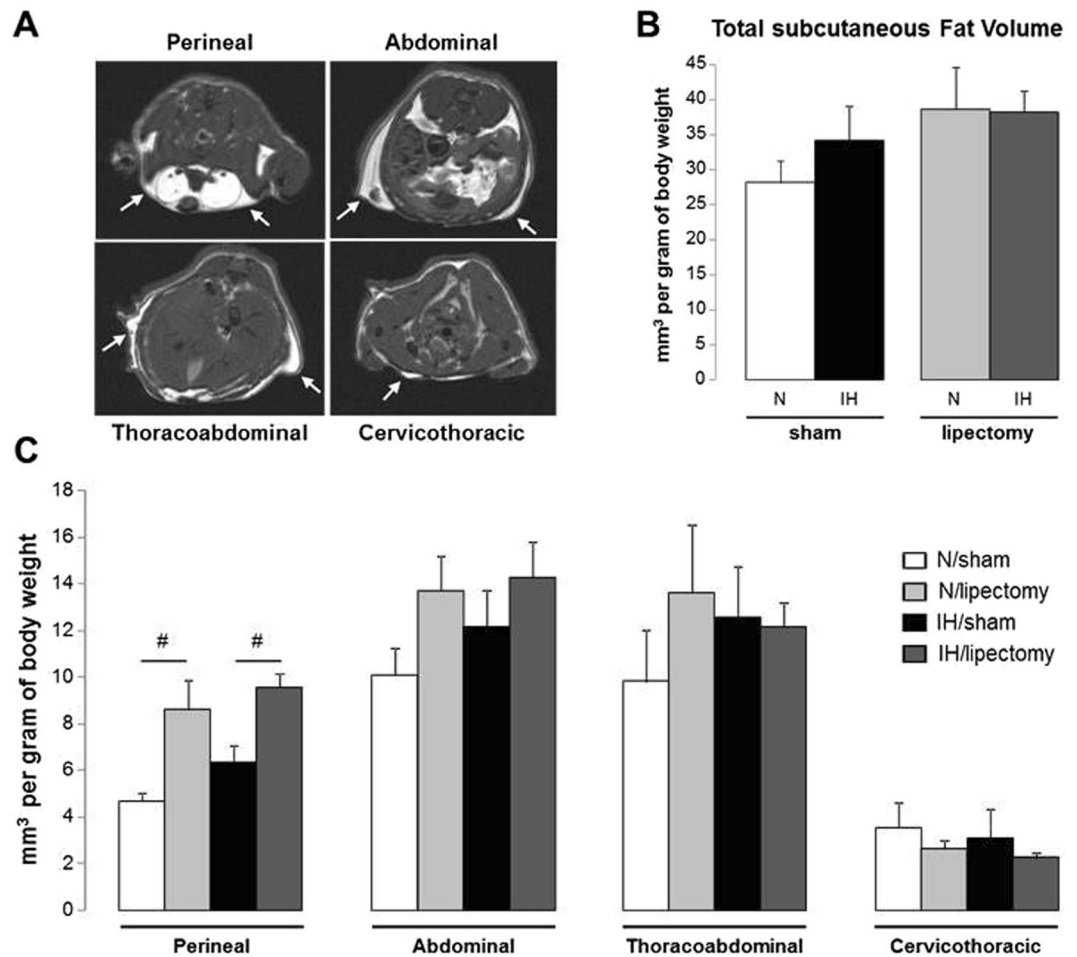 A
Perineal
Abdominal
Thoracoabdominal
Cervicothoracic
B
Total subcutaneous Fat Volume
mm³ per gram of body weight
45
40
35
30
25
20
15
10
5
0
N
IH
N
IH
sham
lipectomy
C
mm³ per gram of body weight
18
16
14
12
10
8
6
4
2
0
#
#
N/sham
N/lipectomy
IH/sham
IH/lipectomy
Perineal
Abdominal
Thoracoabdominal
Cervicothoracic